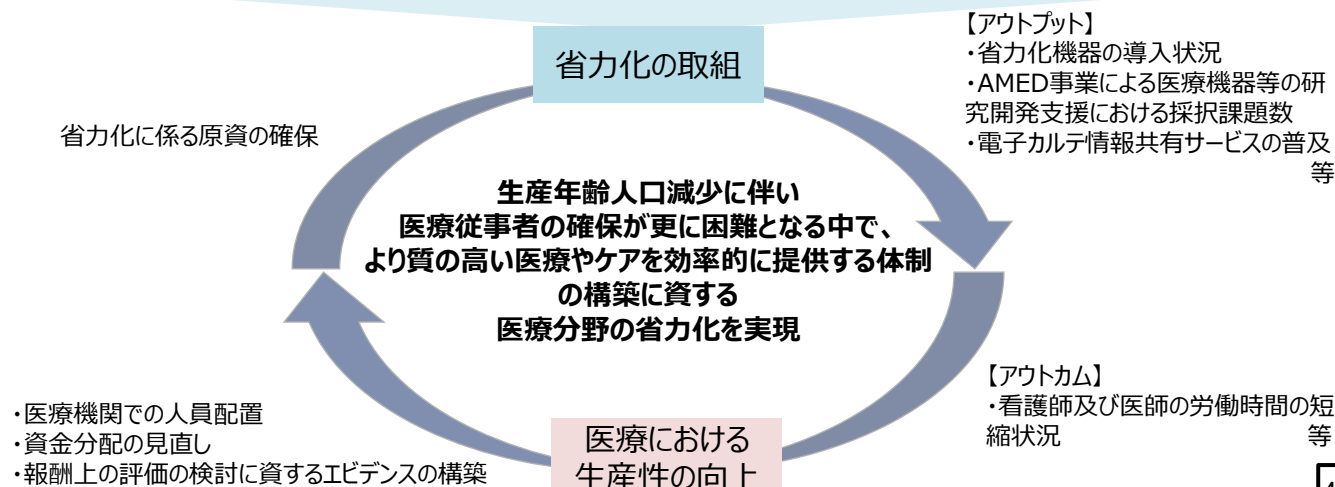 省力化の取組
【アウトプット】
・省力化機器の導入状況
・AMED事業による医療機器等の研
究開発支援における採択課題数
・電子カルテ情報共有サービスの普及
等
省力化に係る原資の確保
生産年齢人口減少に伴い
医療従事者の確保が更に困難となる中で、
より質の高い医療やケアを効率的に提供する体制
の構築に資する
医療分野の省力化を実現
【アウトカム】
・看護師及び医師の労働時間の短
縮状況 等
・医療機関での人員配置
・資金分配の見直し
・報酬上の評価の検討に資するエビデンスの構築
医療における
生産性の向上